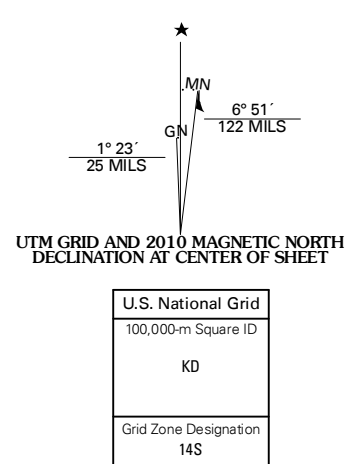 MN
6° 51´
122 MILS
GN
1° 23´
25 MILS
UTM GRID AND 2010 MAGNETIC NORTH
DECLINATION AT CENTER OF SHEET
U.S. National Grid
100,000-m Square ID
KD
Grid Zone Designation
14S